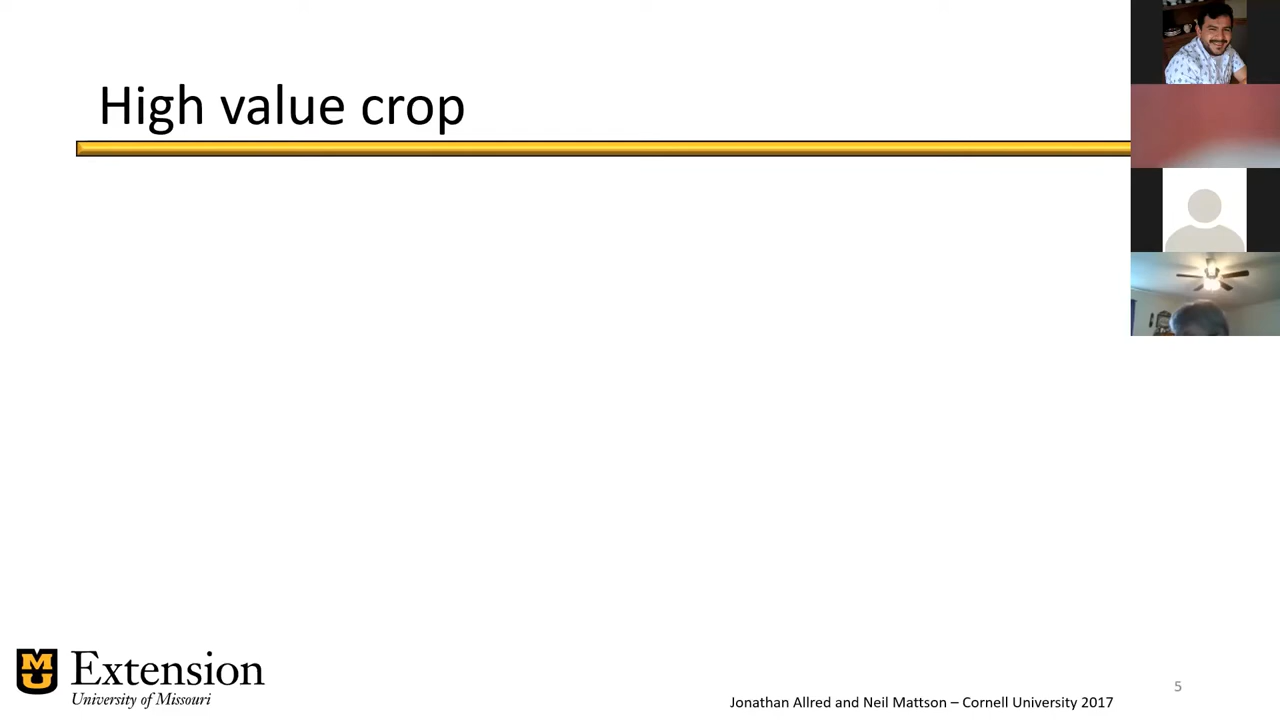 High value crop
Extension
University of Missouri
Jonathan Allred and Neil Mattson – Cornell University 2017
5